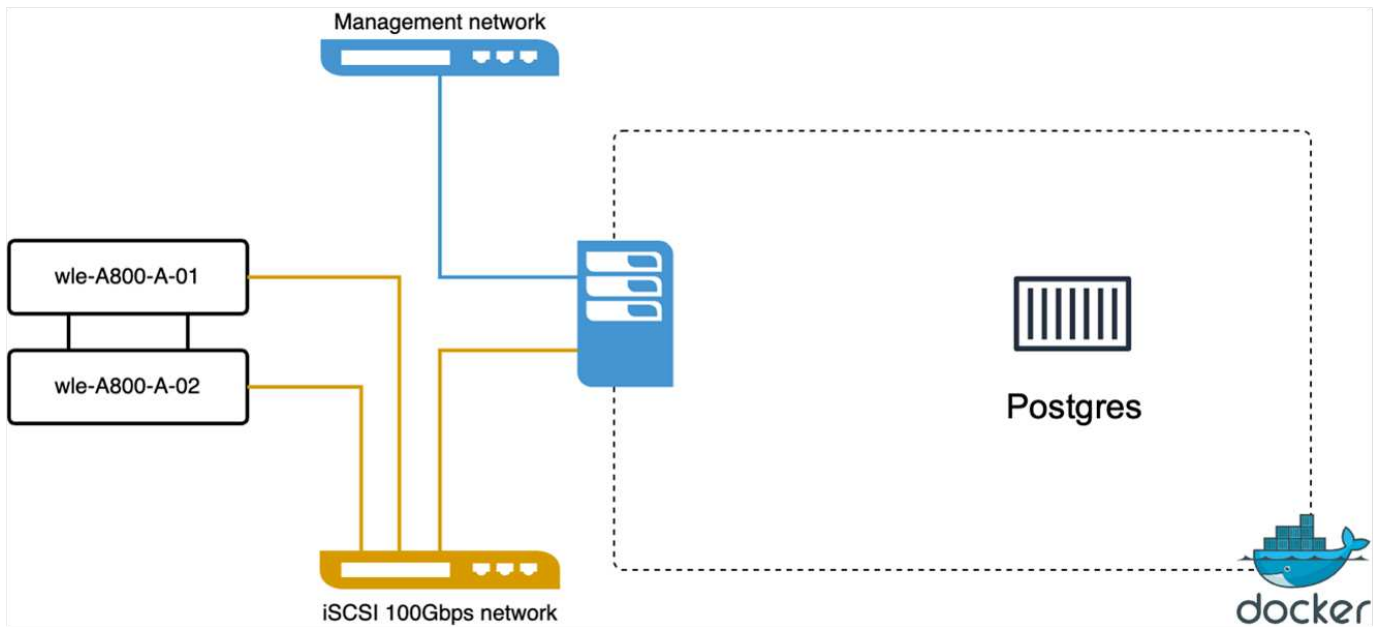 Management network
wle-A800-A-01
wle-A800-A-02
Postgres
iSCSI 100Gbps network
docker